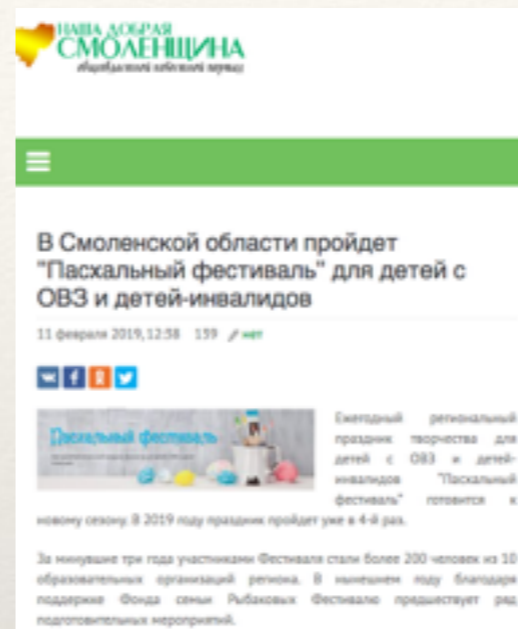 НАША ДОБРАЯ
СМОЛЕНЩИНА
В Смоленской области пройдет
"Пасхальный фестиваль" для детей с
ОВЗ и детей-инвалидов
11 февраля 2019, 12:38 139 нет
Пасхальный фестиваль
Ежегодный региональный
праздник творчества для
детей с ОВЗ и детей-
инвалидов "Пасхальный
фестиваль" готовится к
новому сезону. В 2019 году праздник пройдет уже в 4-й раз.
За минувшие три года участниками Фестиваля стали более 200 человек из 10
образовательных организаций региона. В нынешнем году благодаря
поддержке Фонда семьи Рыбаковых Фестивалю предшествует ряд
подготовительных мероприятий.